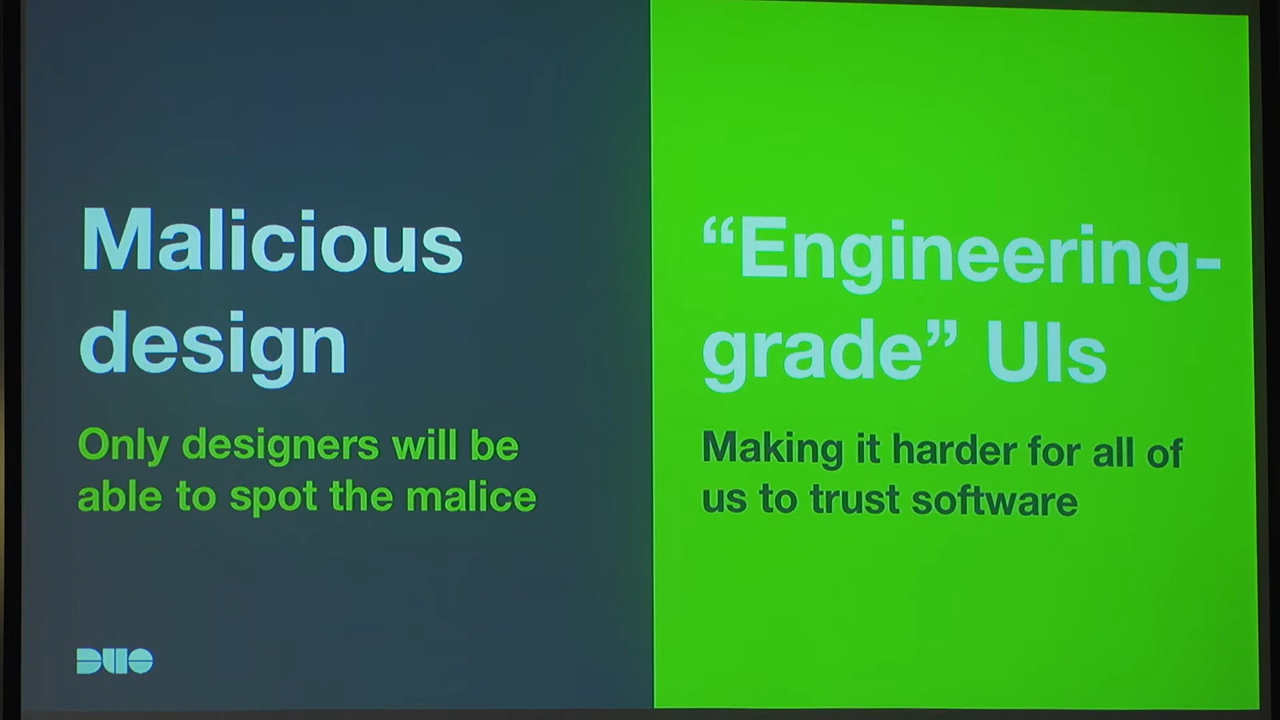 Malicious
design
Only designers will be
able to spot the malice
DUO
“Engineering-
grade” UIs
Making it harder for all of
us to trust software